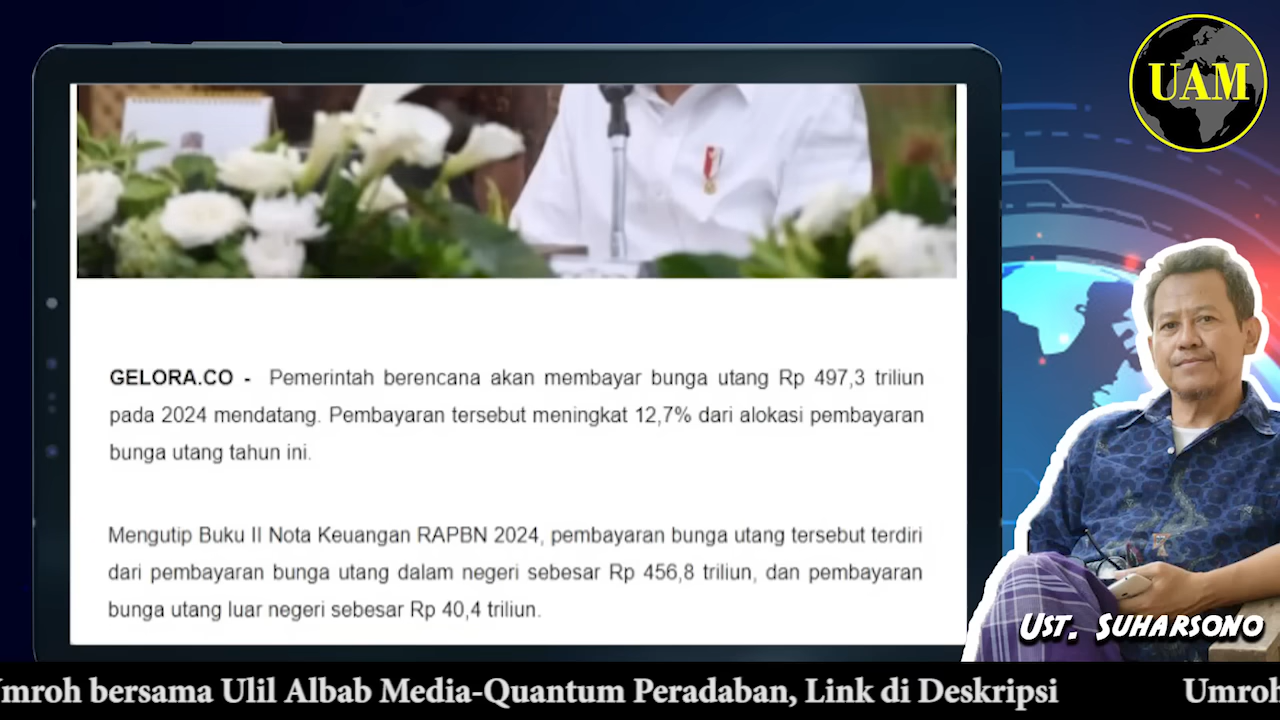 UAM
GELORA.CO - Pemerintah berencana akan membayar bunga utang Rp 497,3 triliun
pada 2024 mendatang. Pembayaran tersebut meningkat 12,7% dari alokasi pembayaran
bunga utang tahun ini.
Mengutip Buku II Nota Keuangan RAPBN 2024, pembayaran bunga utang tersebut terdiri
dari pembayaran bunga utang dalam negeri sebesar Rp 456,8 triliun, dan pembayaran
bunga utang luar negeri sebesar Rp 40,4 triliun.
UST. SUHARSONO
Umroh bersama Ulil Albab Media-Quantum Peradaban, Link di Deskripsi Umroh